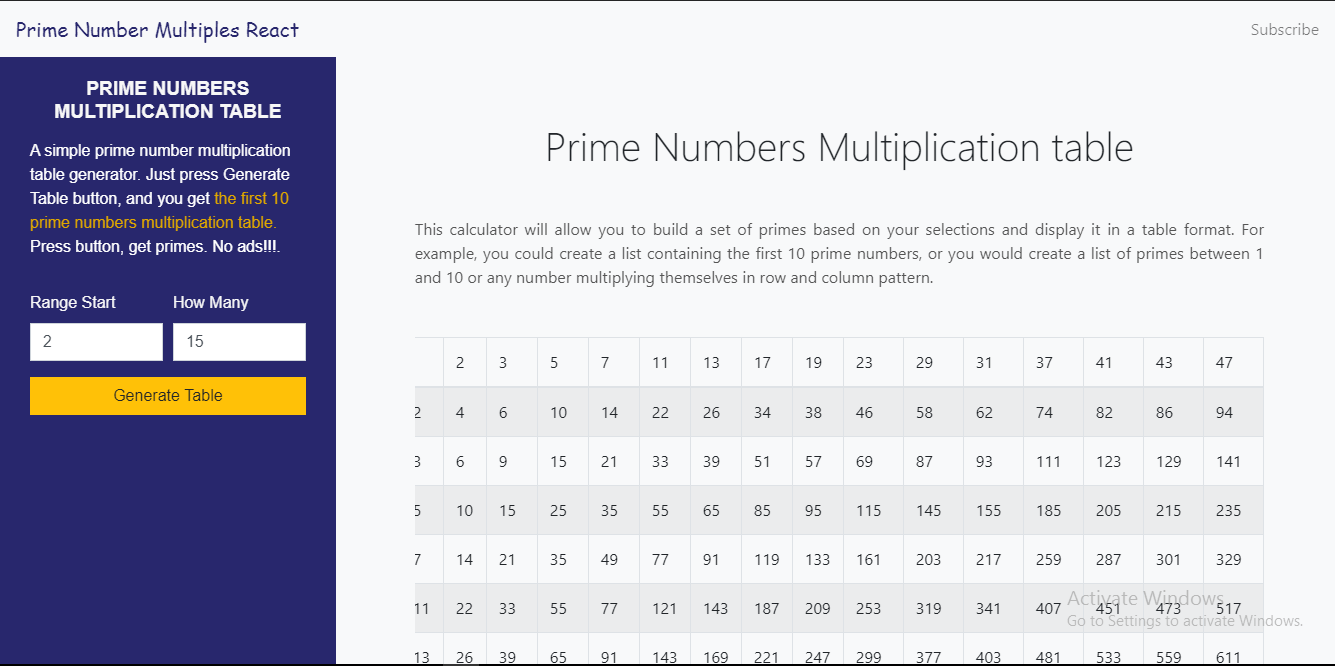 Prime Number Multiples React
Subscribe
PRIME NUMBERS
MULTIPLICATION TABLE
A simple prime number multiplication
table generator. Just press Generate
Table button, and you get the first 10
prime numbers multiplication table.
Press button, get primes. No ads!!!.
Range Start How Many
2 15
Generate Table
Prime Numbers Multiplication table
This calculator will allow you to build a set of primes based on your selections and display it in a table format. For
example, you could create a list containing the first 10 prime numbers, or you would create a list of primes between 1
and 10 or any number multiplying themselves in row and column pattern.
2 3 5 7 11 13 17 19 23 29 31 37 41 43 47
2 4 6 10 14 22 26 34 38 46 58 62 74 82 86 94
3 6 9 15 21 33 39 51 57 69 87 93 111 123 129 141
5 10 15 25 35 55 65 85 95 115 145 155 185 205 215 235
7 14 21 35 49 77 91 119 133 161 203 217 259 287 301 329
11 22 33 55 77 121 143 187 209 253 319 341 407 451 473 517
13 26 39 65 91 143 169 221 247 299 377 403 481 533 559 611
Activate Windows
Go to Settings to activate Windows.